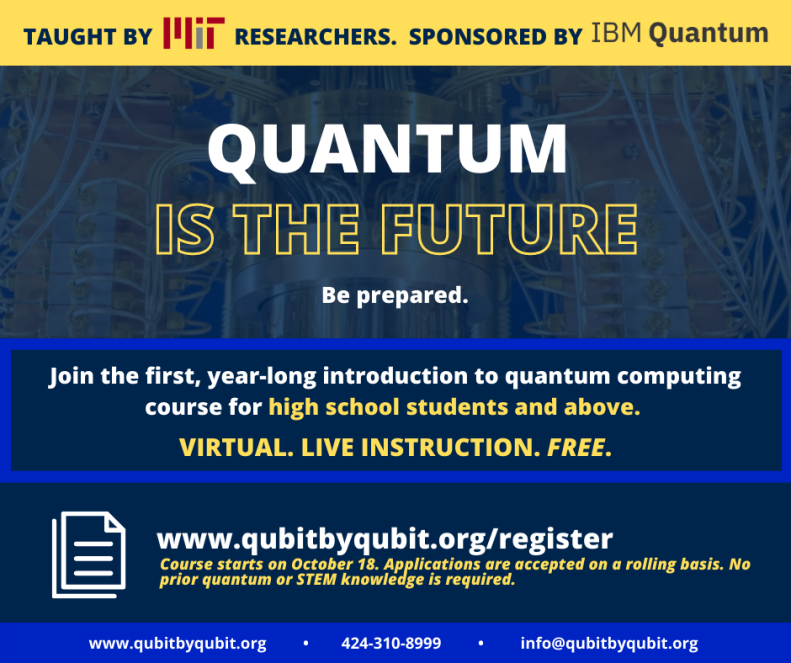 TAUGHT BY MIT RESEARCHERS. SPONSORED BY IBM Quantum
QUANTUM
IS THE FUTURE
Be prepared.
Join the first, year-long introduction to quantum computing
course for high school students and above.
VIRTUAL. LIVE INSTRUCTION. FREE.
www.qubitbyqubit.org/register
Course starts on October 18. Applications are accepted on a rolling basis. No
prior quantum or STEM knowledge is required.
www.qubitbyqubit.org • 424-310-8999 • info@qubitbyqubit.org